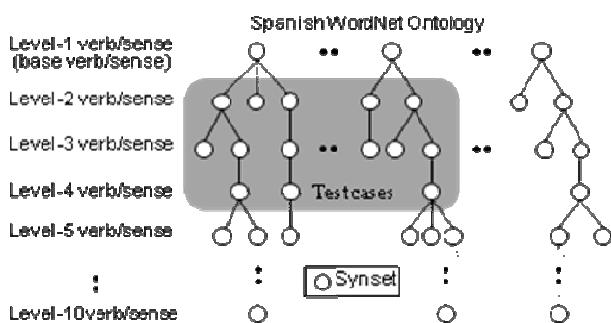 SpanishWordNet Ontology
Level-1 verb/sense
(base verb/sense)
Level-2 verb/sense
Level-3 verb/sense
Level-4 verb/sense
Testcases
Level-5 verb/sense
Synset
Level-10verb/sense